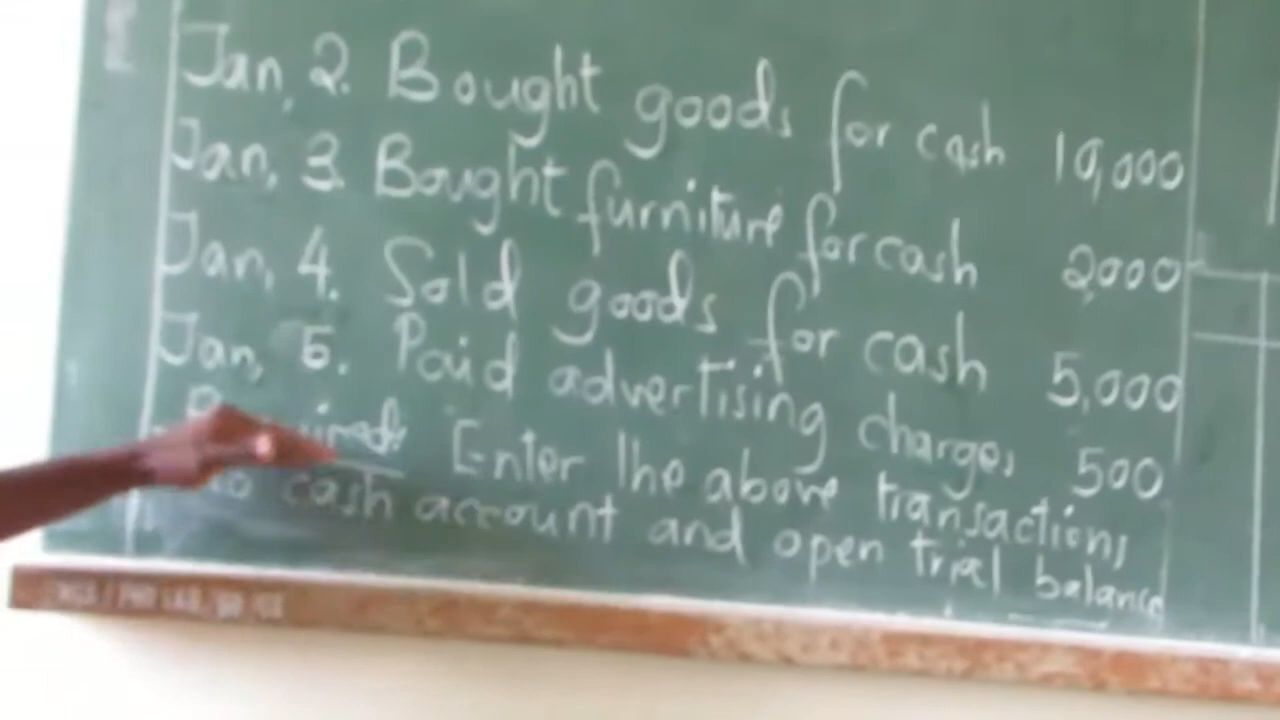 Jan, 2. Bought goods for cash 10,000
Jan, 3. Bought furniture for cash 2,000
Jan, 4. Sold goods for cash 5,000
Jan, 5. Paid advertising charges 500
Enter the above transactions
cash account and open trial balance